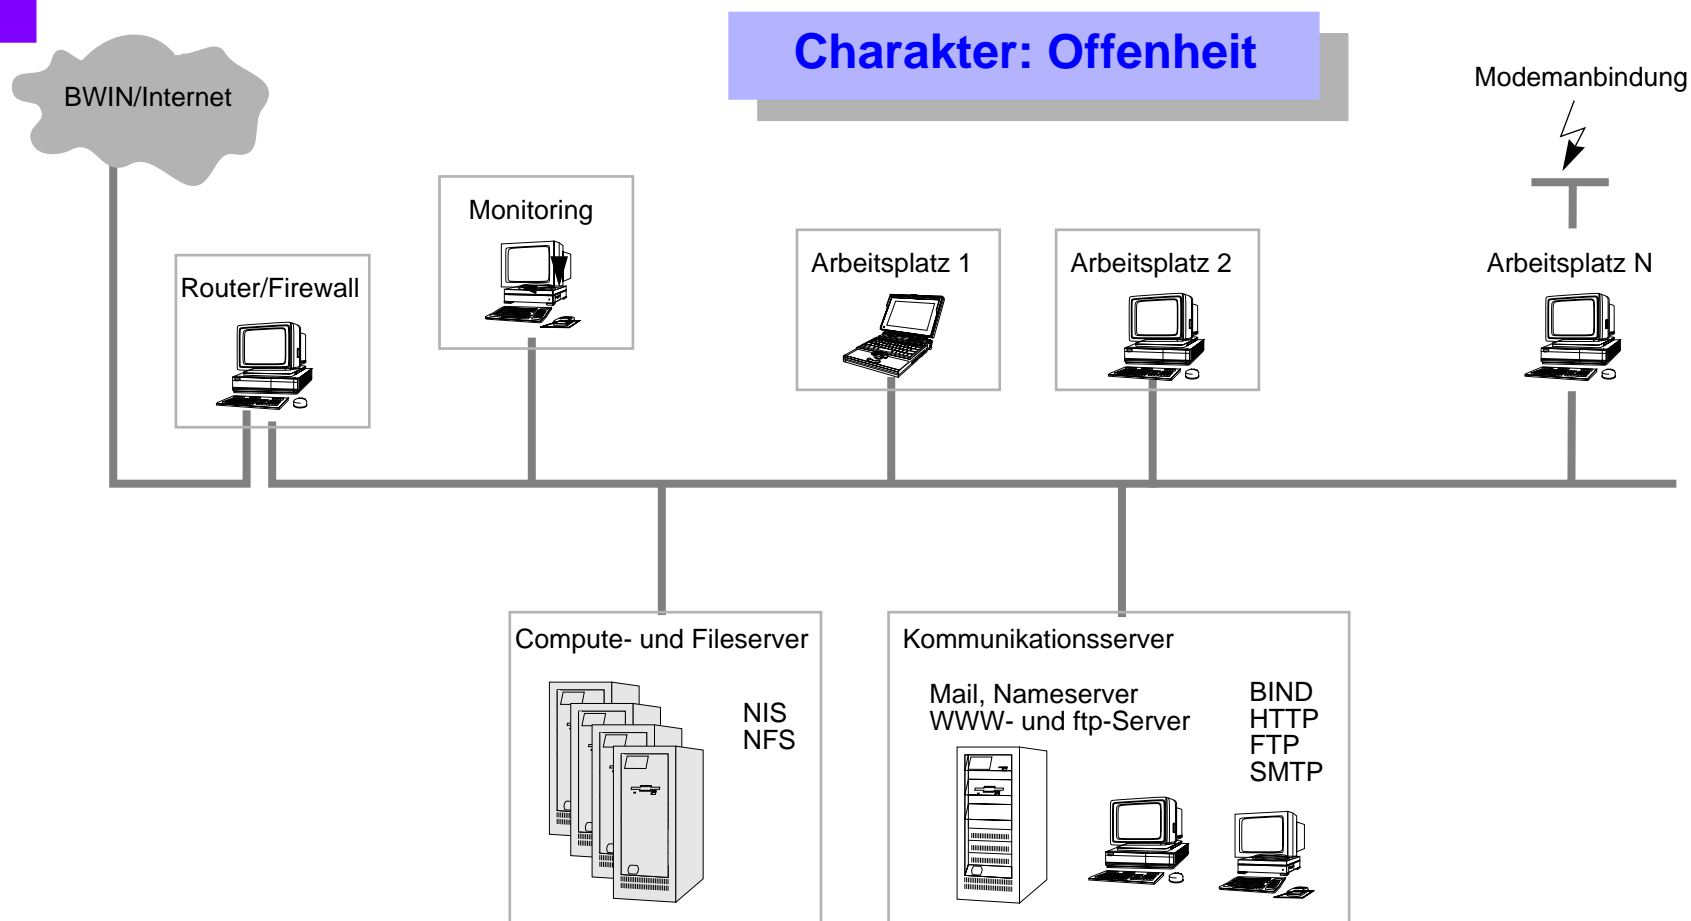 Charakter: Offenheit
BWIN/Internet
Modemanbindung
Monitoring
Router/Firewall
Arbeitsplatz 1
Arbeitsplatz 2
Arbeitsplatz N
Compute- und Fileserver
NIS
NFS
Kommunikationsserver
Mail, Nameserver
WWW- und ftp-Server
BIND
HTTP
FTP
SMTP